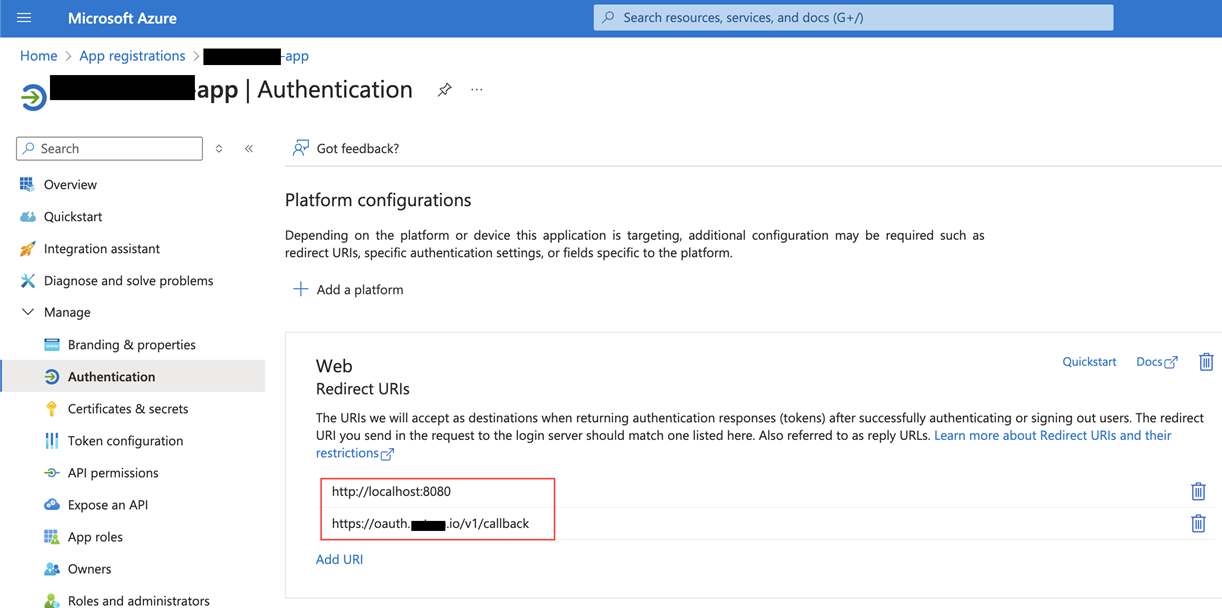 Microsoft Azure
Search resources, services, and docs (G+/)
Home > App registrations > -app
app | Authentication
Search
Got feedback?
Overview
Quickstart
Integration assistant
Diagnose and solve problems
Manage
Branding & properties
Authentication
Certificates & secrets
Token configuration
API permissions
Expose an API
App roles
Owners
Roles and administrators
Platform configurations
Depending on the platform or device this application is targeting, additional configuration may be required such as
redirect URIs, specific authentication settings, or fields specific to the platform.
Add a platform
Web
Quickstart
Docs
Redirect URIs
The URIs we will accept as destinations when returning authentication responses (tokens) after successfully authenticating or signing out users. The redirect
URI you send in the request to the login server should match one listed here. Also referred to as reply URLs. Learn more about Redirect URIs and their
restrictions
http://localhost:8080
https://oauth. .io/v1/callback
Add URI